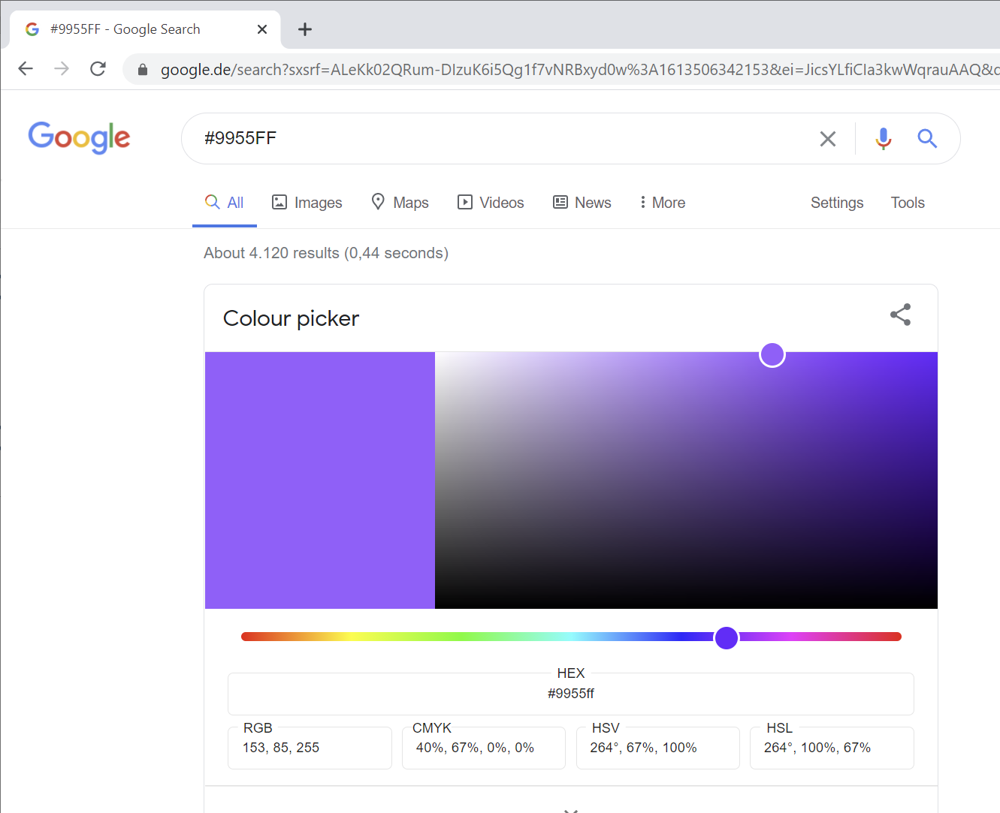 #9955FF - Google Search
google.de/search?sxsrf=ALeKk02QRum-DIzuK6i5Qg1f7vNRBxyd0w%3A1613506342153&ei=JicsYLfiCIa3kwWqrauAAQ&
Google
#9955FF
All Images Maps Videos News More Settings Tools
About 4.120 results (0,44 seconds)
Colour picker
HEX
#9955ff
RGB CMYK HSV HSL
153, 85, 255 40%, 67%, 0%, 0% 264°, 67%, 100% 264°, 100%, 67%